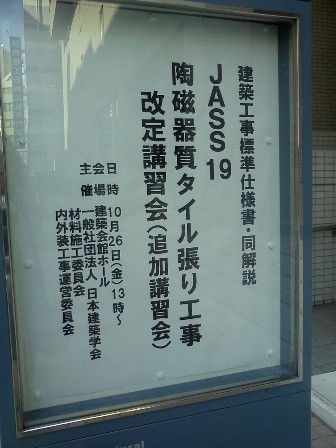 建築工事標準仕様書・同解説
JASS 19
陶磁器質タイル張り工事
改定講習会(追加講習会)
日時 10月26日(金)13時〜
会場 建築会館ホール
主催 一般社団法人 日本建築学会
材料施工委員会
内外装工事運営委員会